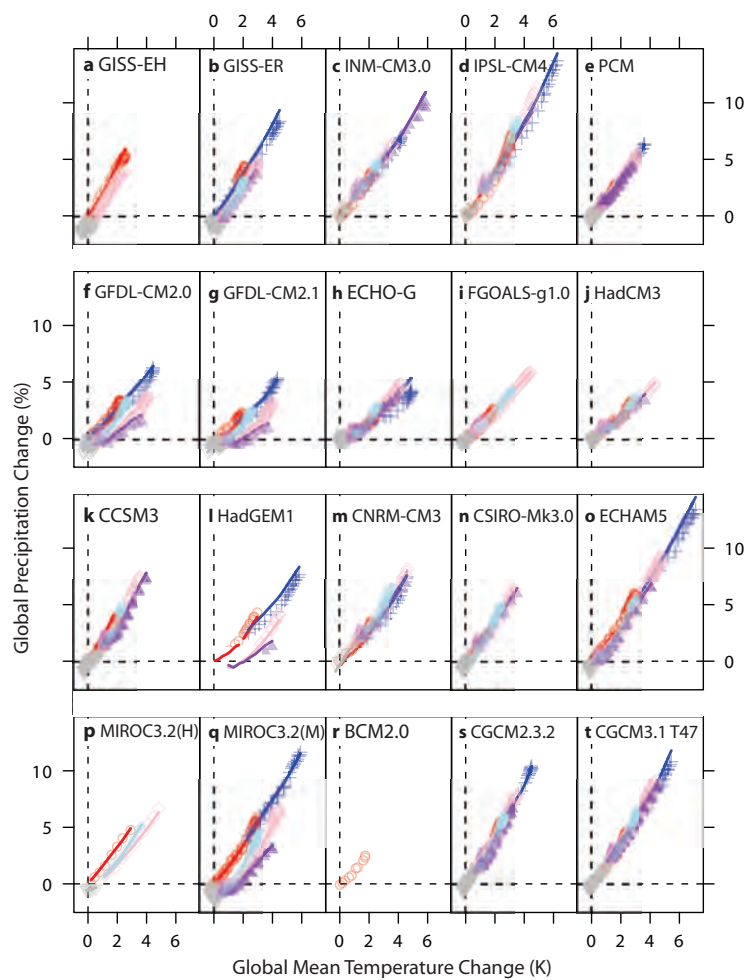 0 2 4 6 0 2 4 6
a GISS-EH b GISS-ER c INM-CM3.0 d IPSL-CM4 e PCM
10 10
5 5
0 0
f GFDL-CM2.0 g GFDL-CM2.1 h ECHO-G i FGOALS-g1.0 j HadCM3
10
5
0
Global Precipitation Change (%)
k CCSM3 l HadGEM1 m CNRM-CM3 n CSIRO-Mk3.0 o ECHAM5
10
5
0
p MIROC3.2(H) q MIROC3.2(M) r BCM2.0 s CGCM2.3.2 t CGCM3.1 T47
10
5
0
0 2 4 6 0 2 4 6 0 2 4 6
Global Mean Temperature Change (K)